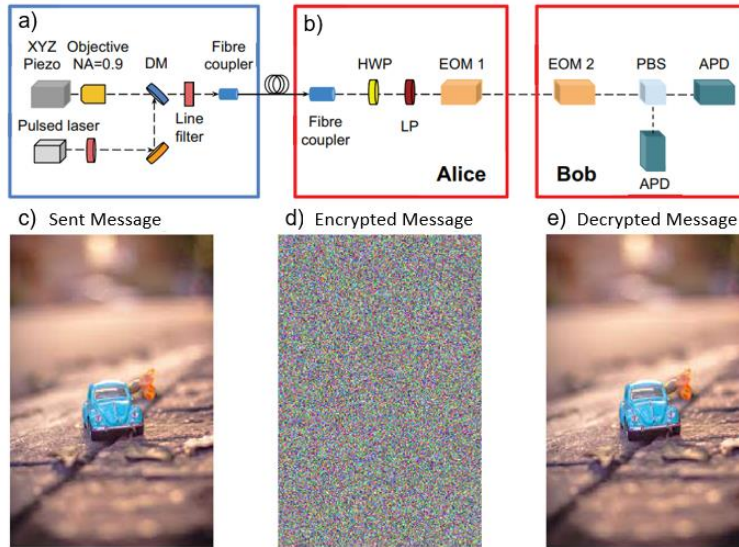 a)
XYZ Piezo
Objective NA=0.9
DM
Fibre coupler
Line filter
Pulsed laser
b)
HWP
EOM 1
Fibre coupler
LP
Alice
EOM 2
PBS
APD
Bob
APD
c) Sent Message
d) Encrypted Message
e) Decrypted Message